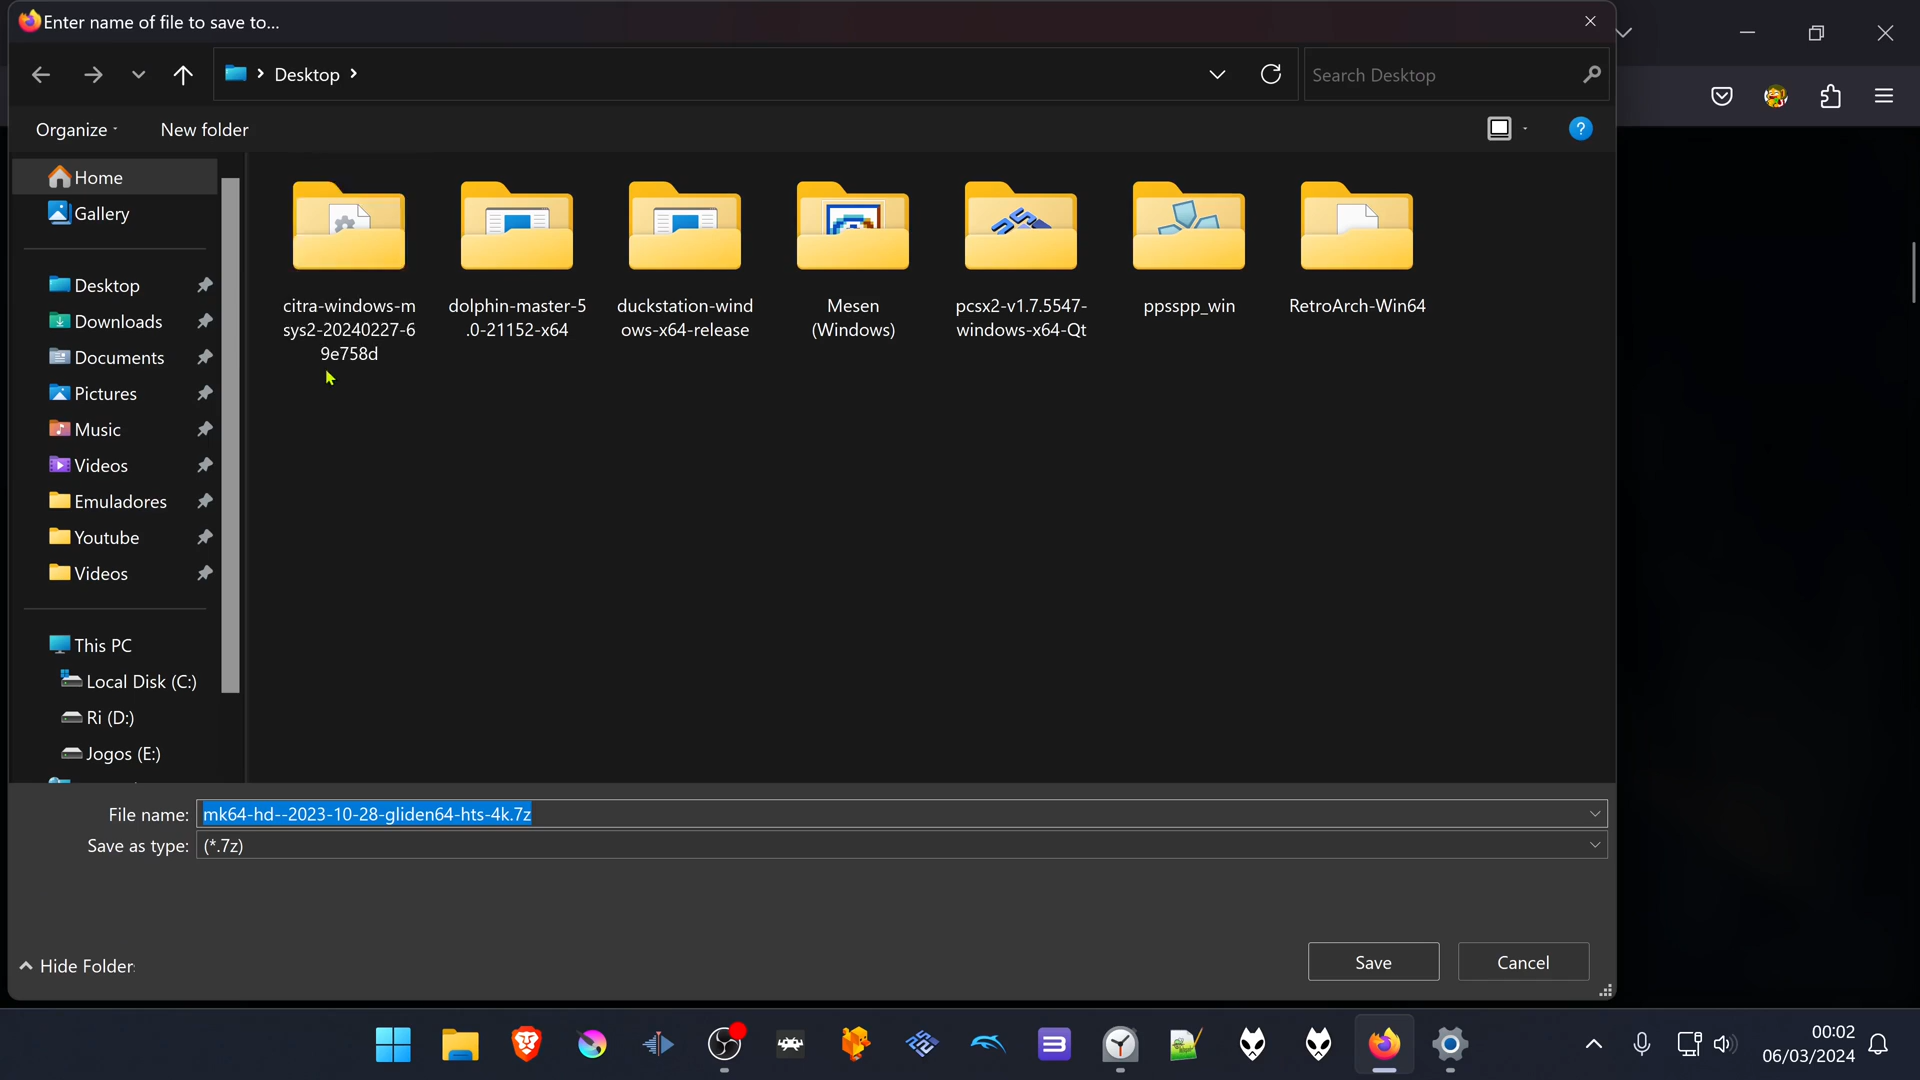 Enter name of file to save to...
Desktop
Search Desktop
Organize
New folder
Home
Gallery
Desktop
Downloads
Documents
Pictures
Music
Videos
Emuladores
Youtube
Videos
This PC
Local Disk (C:)
Ri (D:)
Jogos (E:)
citra-windows-m
sys2-20240227-6
9e758d
dolphin-master-5
.0-21152-x64
duckstation-wind
ows-x64-release
Mesen
(Windows)
pcsx2-v1.7.5547-
windows-x64-Qt
ppsspp_win
RetroArch-Win64
File name: mk64-hd--2023-10-28-gliden64-hts-4k.7z
Save as type: (*.7z)
Hide Folder
Save
Cancel
00:02
06/03/2024